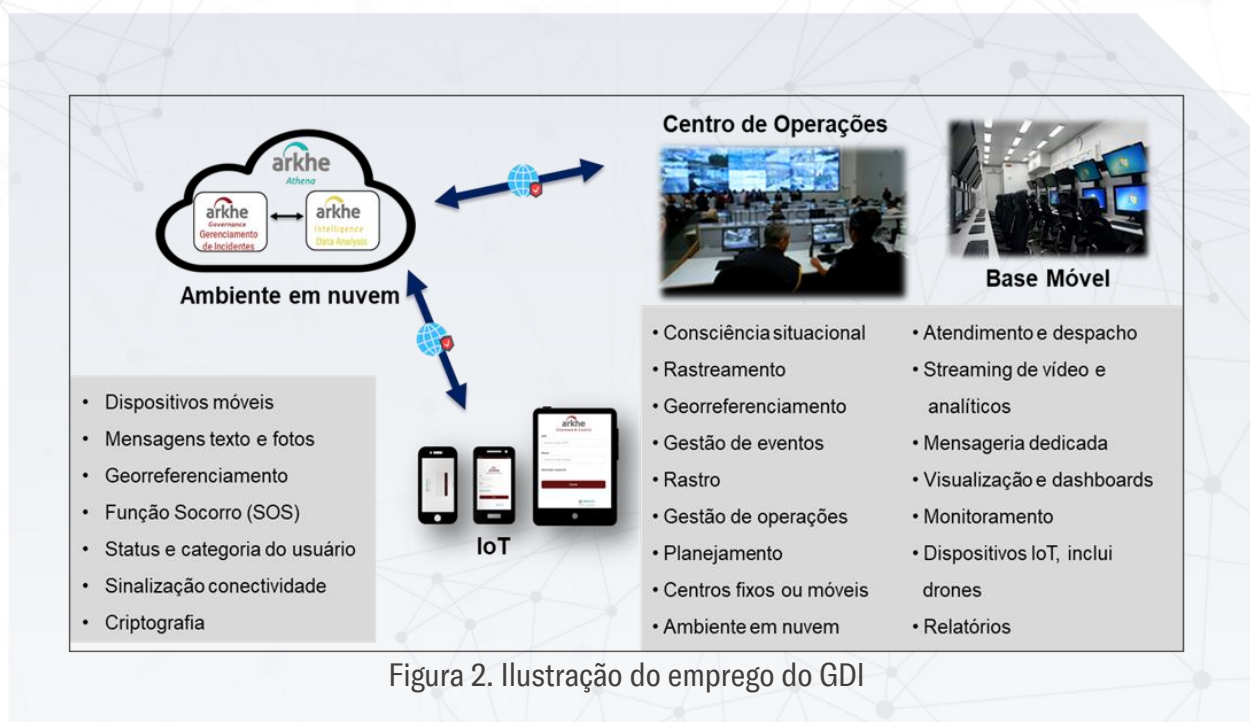 arkhe
Athena
arkhe
Governance
Gerenciamento
de Incidentes
arkhe
Intelligence
Data Analysis
Ambiente em nuvem
Centro de Operações
Base Móvel
• Dispositivos móveis
• Mensagens texto e fotos
• Georreferenciamento
• Função Socorro (SOS)
• Status e categoria do usuário
• Sinalização conectividade
• Criptografia
arkhe
IoT
• Consciência situacional
• Rastreamento
• Georreferenciamento
• Gestão de eventos
• Rastro
• Gestão de operações
• Planejamento
• Centros fixos ou móveis
• Ambiente em nuvem
• Atendimento e despacho
• Streaming de vídeo e
analíticos
• Mensageria dedicada
• Visualização e dashboards
• Monitoramento
• Dispositivos IoT, inclui
drones
• Relatórios
Figura 2. Ilustração do emprego do GDI